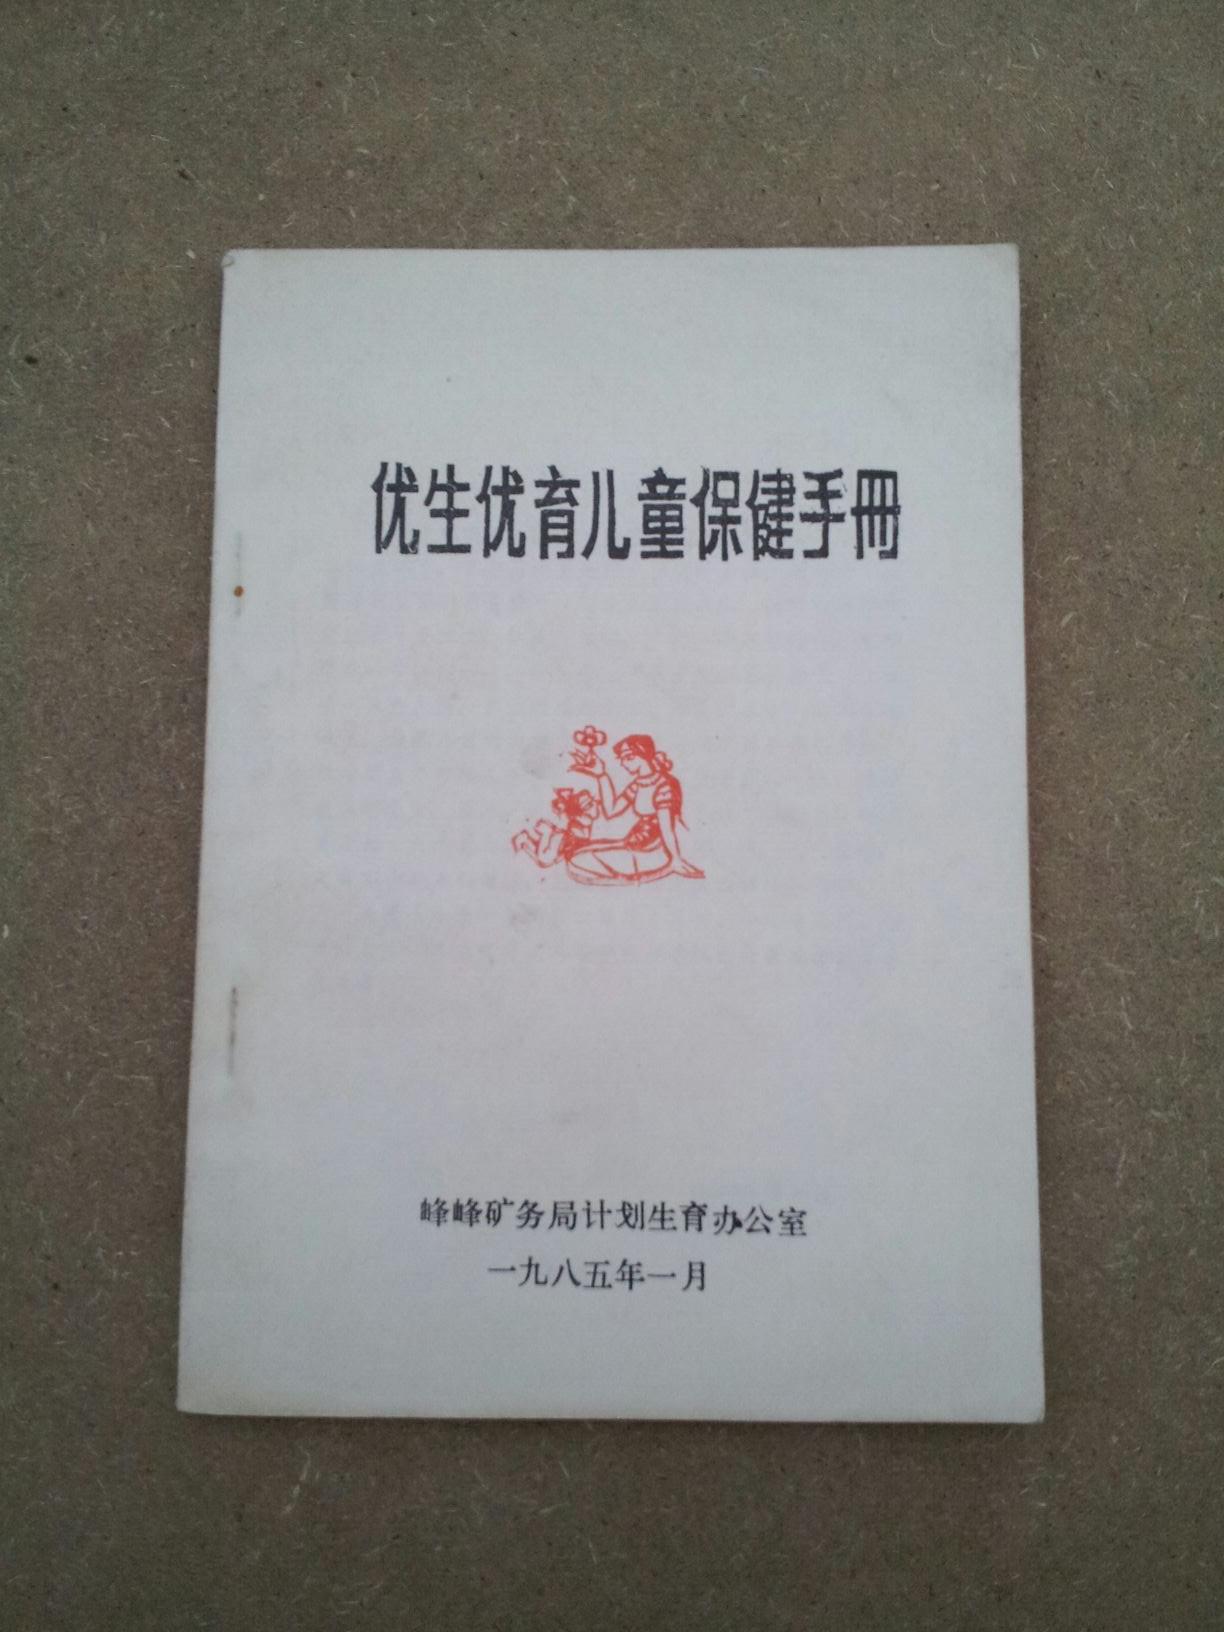 优生优育儿童保健手冊
峰峰矿务局计划生育办公室
一九八五年一月